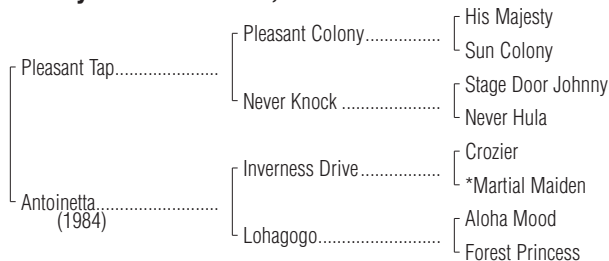 His Majesty
Pleasant Colony...............
Sun Colony
Pleasant Tap.....................
Stage Door Johnny
Never Knock ....................
Never Hula
Crozier
Inverness Drive................
*Martial Maiden
Antoinetta.........................
(1984)
Aloha Mood
Lohagogo.........................
Forest Princess